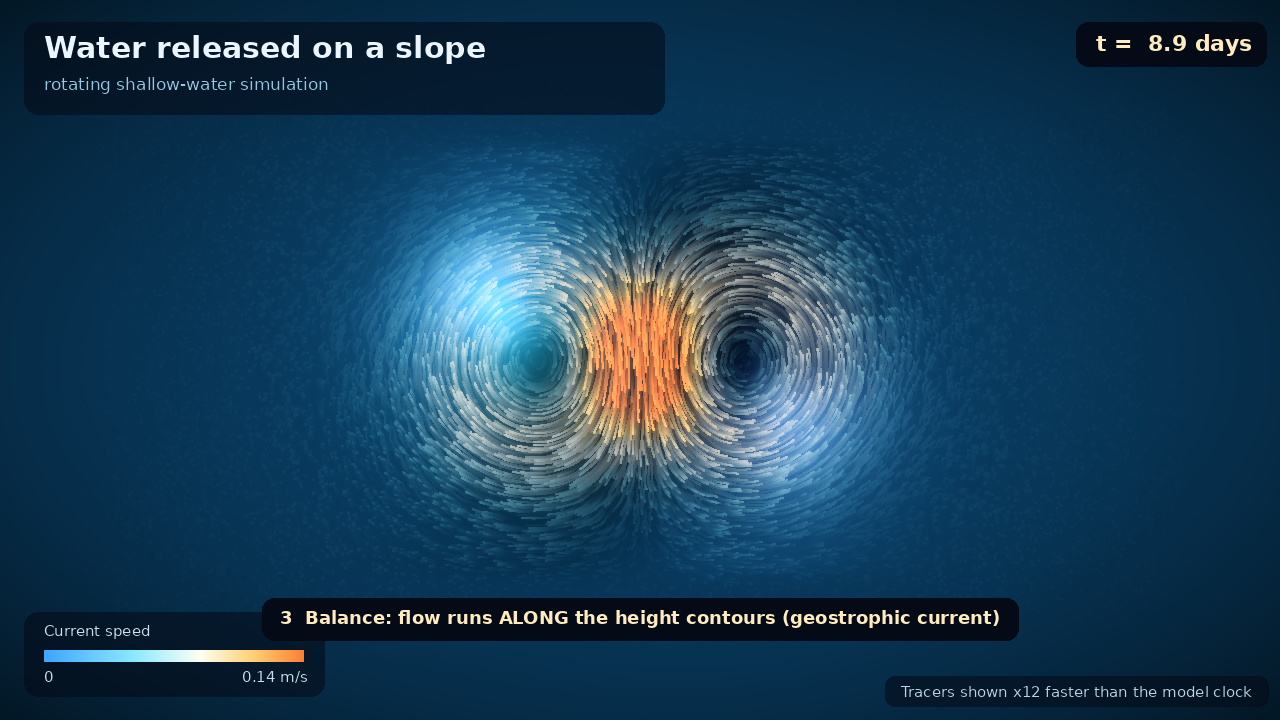 Water released on a slope
rotating shallow-water simulation
t =  8.9 days
3  Balance: flow runs ALONG the height contours (geostrophic current)
Current speed
0    0.14 m/s
Tracers shown x12 faster than the model clock